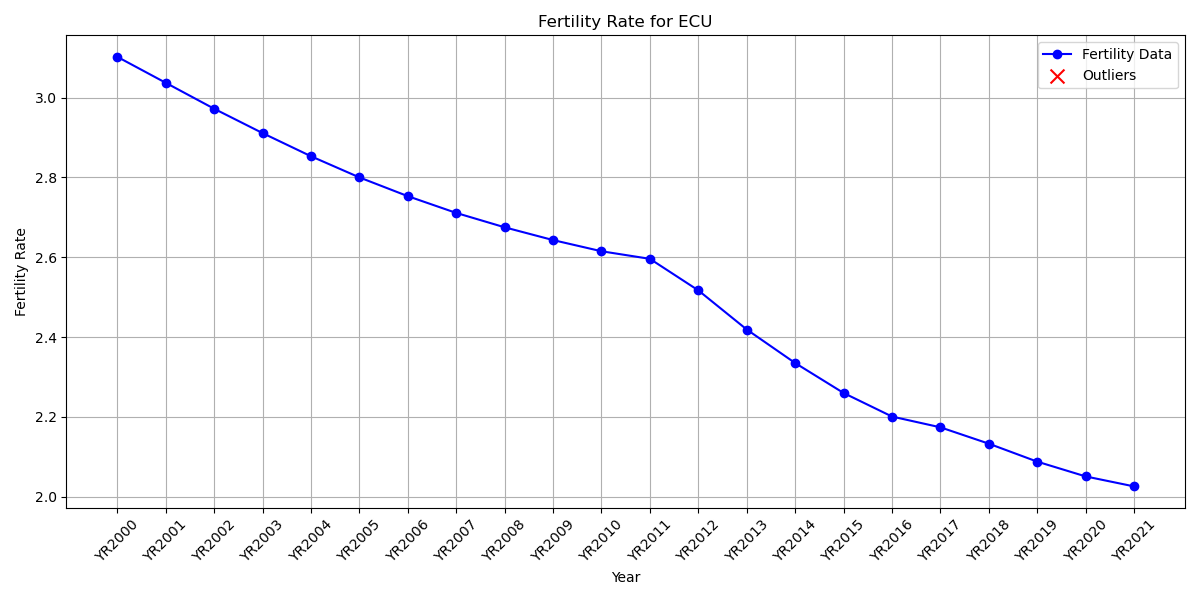 Fertility Rate for ECU
Fertility Data
Outliers
Fertility Rate
3.0
2.8
2.6
2.4
2.2
2.0
YR2000
YR2001
YR2002
YR2003
YR2004
YR2005
YR2006
YR2007
YR2008
YR2009
YR2010
YR2011
YR2012
YR2013
YR2014
YR2015
YR2016
YR2017
YR2018
YR2019
YR2020
YR2021
Year